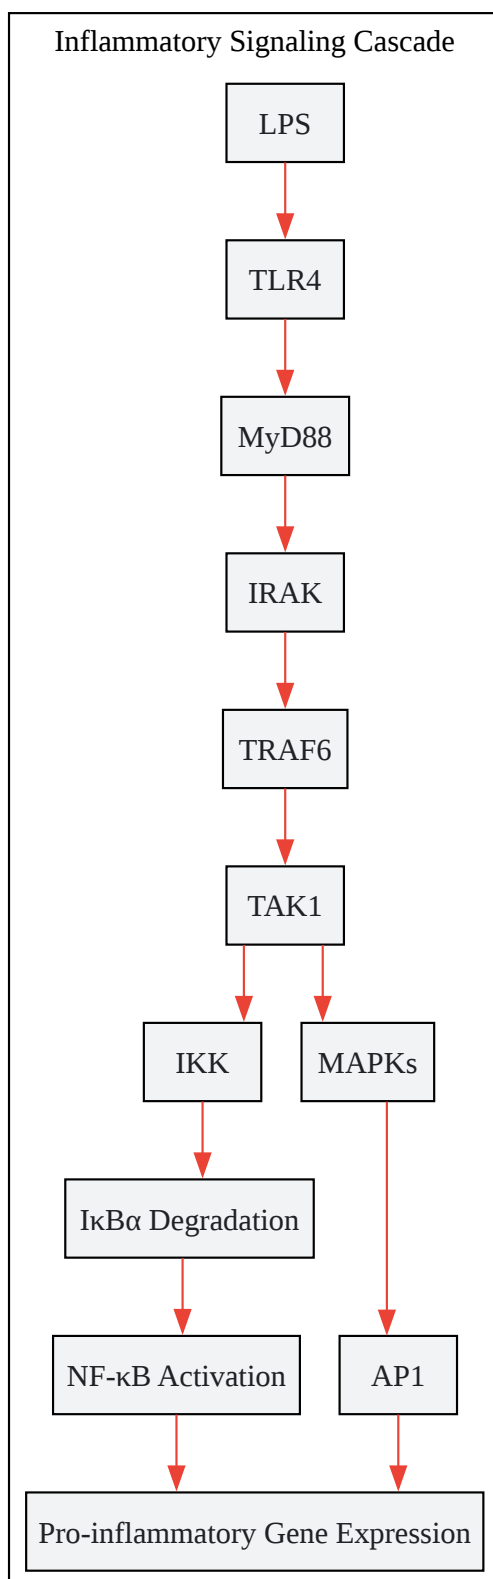 Inflammatory Signaling Cascade
LPS
TLR4
MyD88
IRAK
TRAF6
TAK1
IKK
MAPKs
IκBα Degradation
NF-κB Activation
AP1
Pro-inflammatory Gene Expression